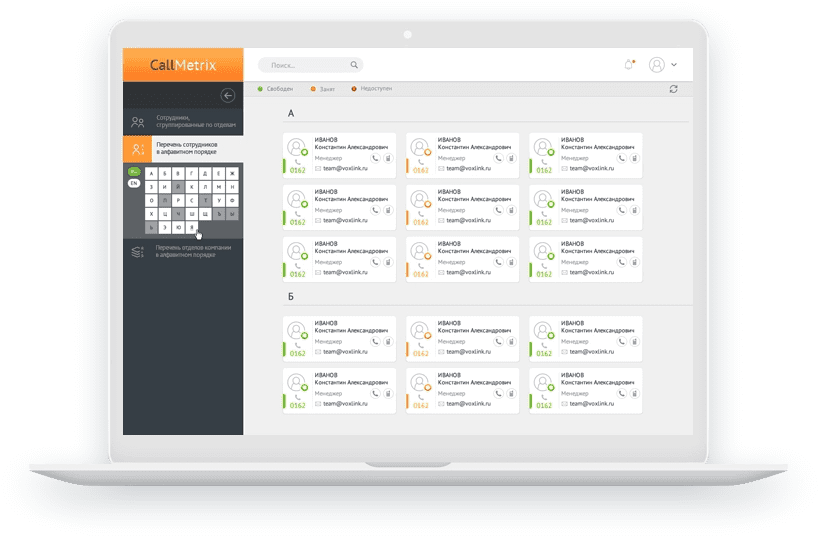 CallMetrix
Поиск...
Свободен Занят Недоступен
Сотрудники,
сгруппированные по отделам
Перечень сотрудников
в алфавитном порядке
А Б В Г Д Е Ж
EN
З И Й К Л М Н
О П Р С Т У Ф
Х Ц Ч Ш Щ Ъ Ы
Ь Э Ю Я
Перечень отделов компании
в алфавитном порядке
А
ИВАНОВ ИВАНОВ ИВАНОВ
Константин Александрович Константин Александрович Константин Александрович
Менеджер Менеджер Менеджер
0162 team@voxlink.ru 0162 team@voxlink.ru 0162 team@voxlink.ru
ИВАНОВ ИВАНОВ ИВАНОВ
Константин Александрович Константин Александрович Константин Александрович
Менеджер Менеджер Менеджер
0162 team@voxlink.ru 0162 team@voxlink.ru 0162 team@voxlink.ru
ИВАНОВ ИВАНОВ ИВАНОВ
Константин Александрович Константин Александрович Константин Александрович
Менеджер Менеджер Менеджер
0162 team@voxlink.ru 0162 team@voxlink.ru 0162 team@voxlink.ru
Б
ИВАНОВ ИВАНОВ ИВАНОВ
Константин Александрович Константин Александрович Константин Александрович
Менеджер Менеджер Менеджер
0162 team@voxlink.ru 0162 team@voxlink.ru 0162 team@voxlink.ru
ИВАНОВ ИВАНОВ ИВАНОВ
Константин Александрович Константин Александрович Константин Александрович
Менеджер Менеджер Менеджер
0162 team@voxlink.ru 0162 team@voxlink.ru 0162 team@voxlink.ru